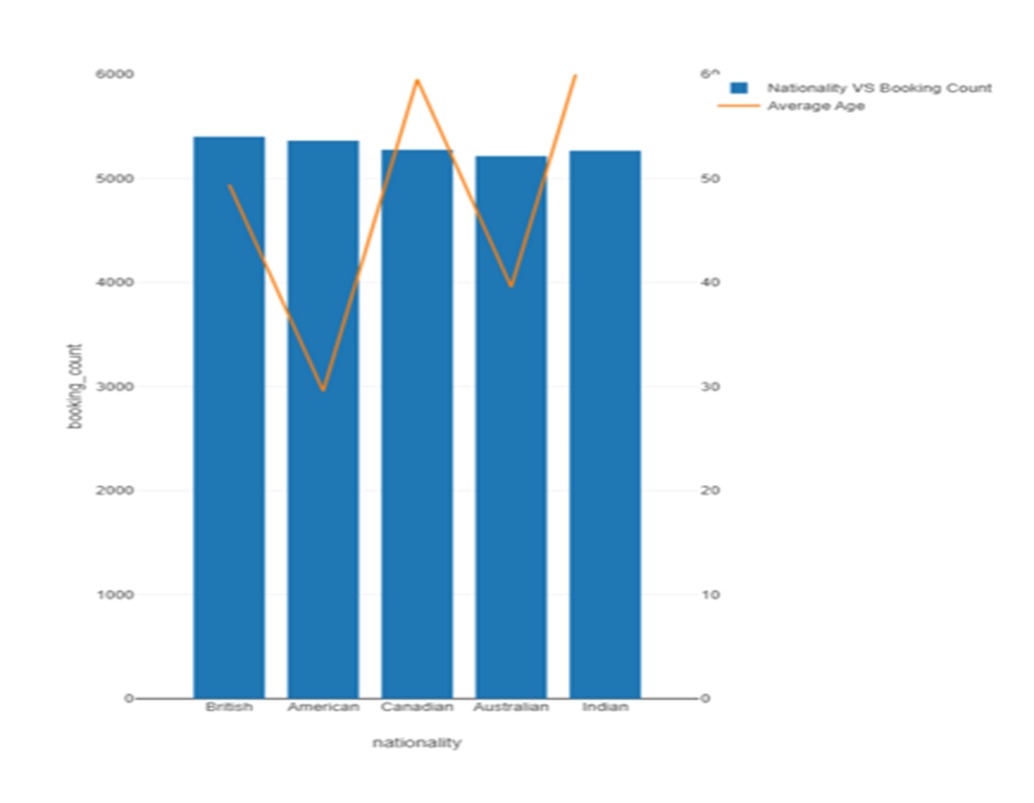 6000
5000
4000
3000
2000
1000
0
booking_count
British American Canadian Australian Indian
nationality
50
40
30
20
10
0
Nationality VS Booking Count
Average Age